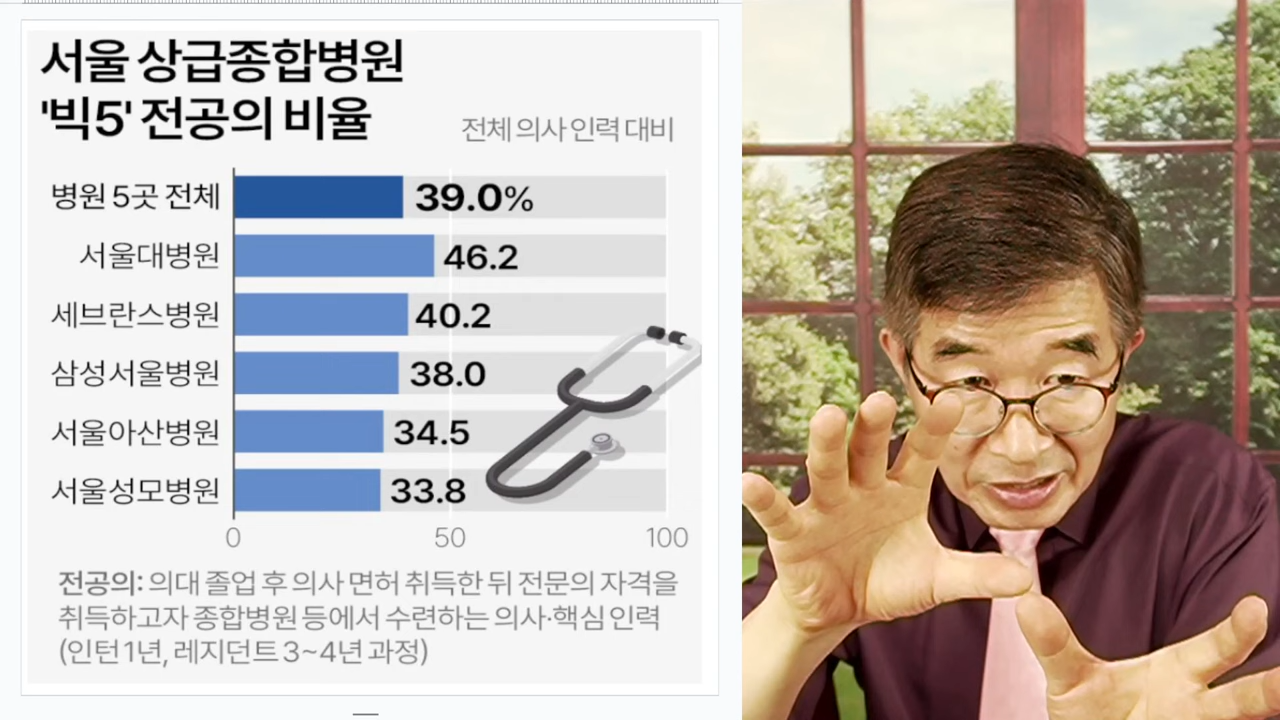 서울 상급종합병원
'빅5' 전공의 비율
전체 의사 인력 대비
병원 5곳 전체 39.0%
서울대병원 46.2
세브란스병원 40.2
삼성서울병원 38.0
서울아산병원 34.5
서울성모병원 33.8
0 50 100
전공의: 의대 졸업 후 의사 면허 취득한 뒤 전문의 자격을
취득하고자 종합병원 등에서 수련하는 의사·핵심 인력
(인턴 1년, 레지던트 3~4년 과정)